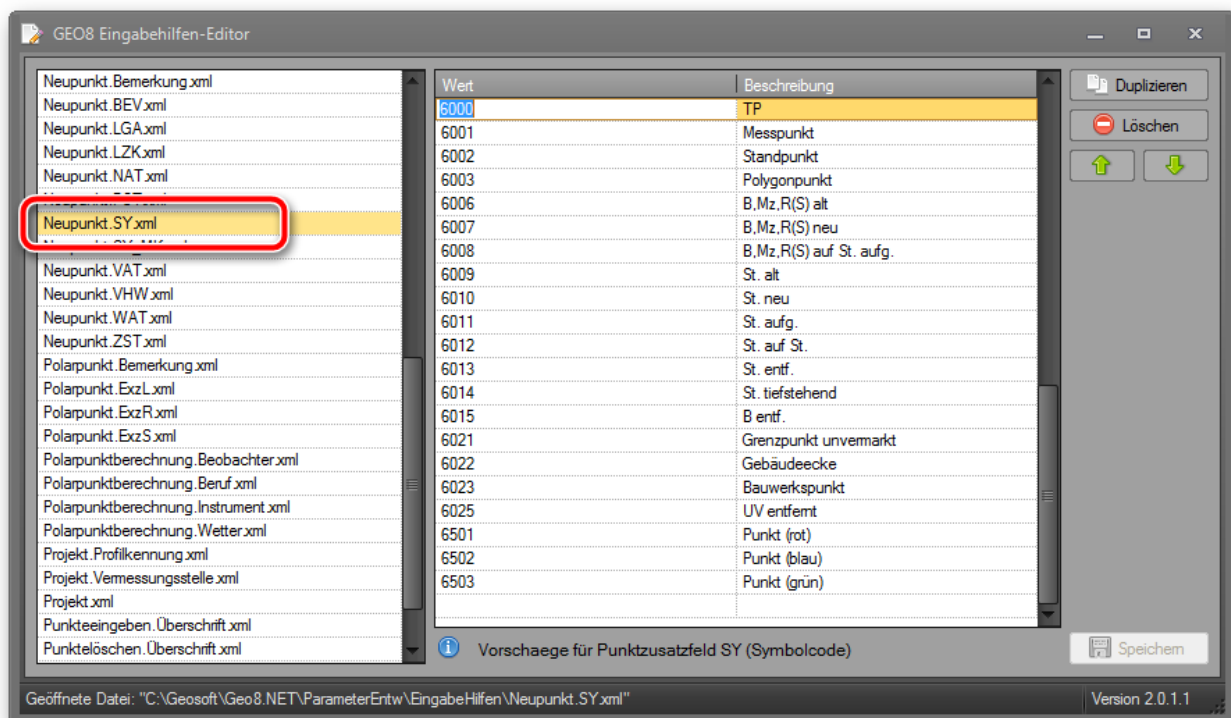 GEO8 Eingabehilfen-Editor
Neupunkt.Bemerkung.xml
Neupunkt.BEV.xml
Neupunkt.LGA.xml
Neupunkt.LZK.xml
Neupunkt.NAT.xml
Neupunkt.SY.xml
Neupunkt.VAT.xml
Neupunkt.VHW.xml
Neupunkt.WAT.xml
Neupunkt.ZST.xml
Polarpunkt.Bemerkung.xml
Polarpunkt.ExzL.xml
Polarpunkt.ExzR.xml
Polarpunkt.ExzS.xml
Polarpunktberechnung.Beobachter.xml
Polarpunktberechnung.Beruf.xml
Polarpunktberechnung.Instrument.xml
Polarpunktberechnung.Wetter.xml
Projekt.Profilkennung.xml
Projekt.Vermessungsstelle.xml
Projekt.xml
Punkteeingeben.Überschrift.xml
Punktelöschen.Überschrift.xml
Wert Beschreibung
6000 TP
6001 Messpunkt
6002 Standpunkt
6003 Polygonpunkt
6006 B,Mz,R(S) alt
6007 B,Mz,R(S) neu
6008 B,Mz,R(S) auf St. aufg.
6009 St. alt
6010 St. neu
6011 St. aufg.
6012 St. auf St.
6013 St. entf.
6014 St. tiefstehend
6015 B entf.
6021 Grenzpunkt unvermarkt
6022 Gebäudeecke
6023 Bauwerkspunkt
6025 UV entfernt
6501 Punkt (rot)
6502 Punkt (blau)
6503 Punkt (grün)
Vorschaege für Punktzusatzfeld SY (Symbolcode)
Duplizieren
Löschen
Speichern
Geöffnete Datei: "C:\Geosoft\Geo8.NET\ParameterEntw\EingabeHilfen\Neupunkt.SY.xml"
Version 2.0.1.1